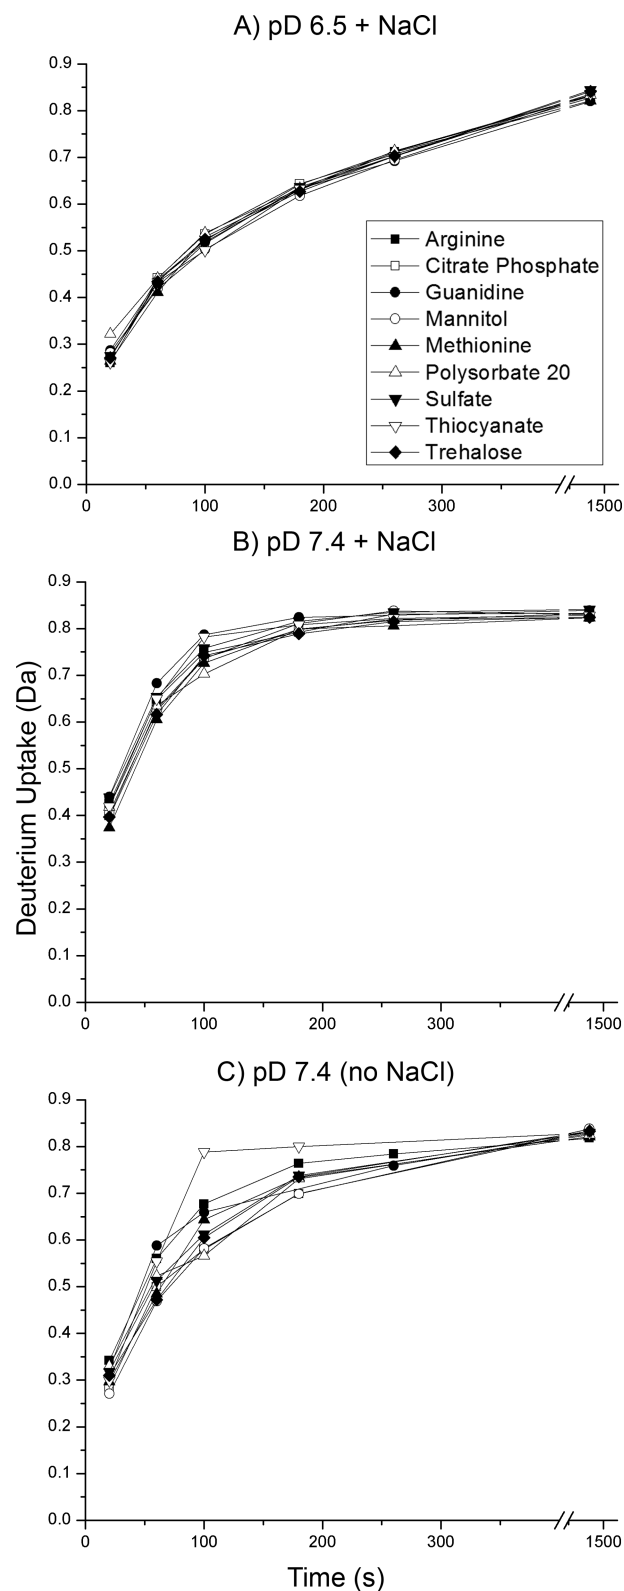 A) pD 6.5 + NaCl
0.9
0.8
0.7
0.6
0.5
0.4
0.3
0.2
0.1
0.0
Arginine
Citrate Phosphate
Guanidine
Mannitol
Methionine
Polysorbate 20
Sulfate
Thiocyanate
Trehalose
0 100 200 300 1500
B) pD 7.4 + NaCl
Deuterium Uptake (Da)
0.9
0.8
0.7
0.6
0.5
0.4
0.3
0.2
0.1
0.0
0 100 200 300 1500
C) pD 7.4 (no NaCl)
0.9
0.8
0.7
0.6
0.5
0.4
0.3
0.2
0.1
0.0
0 100 200 300 1500
Time (s)